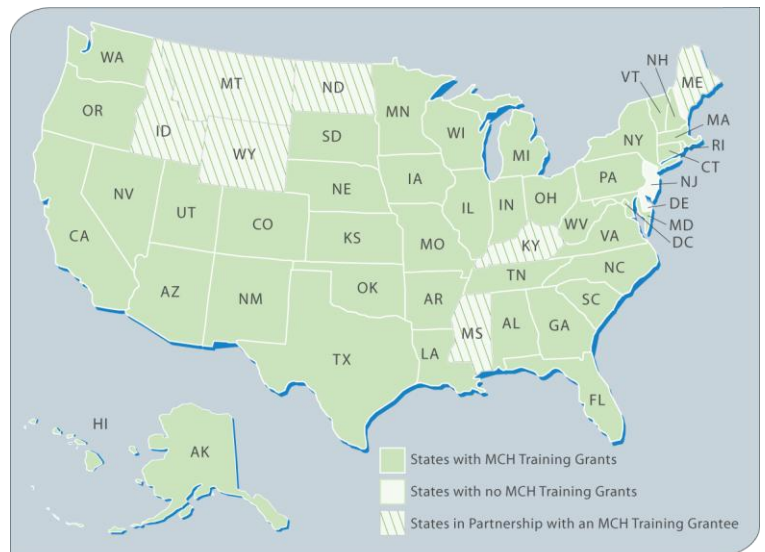 WA
MT
ND
MN
VT
NH
ME
OR
ID
WY
SD
WI
MI
NY
MA
RI
CT
NV
UT
CO
NE
IA
IL
IN
OH
PA
NJ
DE
MD
DC
CA
KS
MO
KY
WV
VA
AZ
NM
OK
AR
TN
NC
SC
TX
LA
MS
AL
GA
FL
HI
AK
States with MCH Training Grants
States with no MCH Training Grants
States in Partnership with an MCH Training Grantee